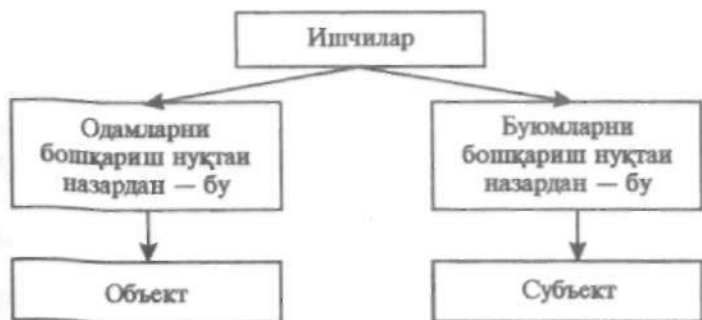 Ишчилар
Одамларни
бошқариш нуқтаи
назардан — бу
Буюмларни
бошқариш нуқтаи
назардан — бу
Объект
Субъект